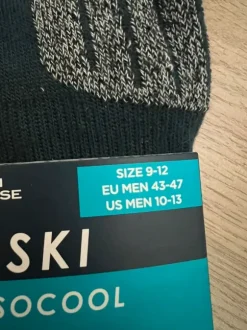 SIZE 9-12
EU MEN 43-47
US MEN 10-13
SKI
SOCOOL